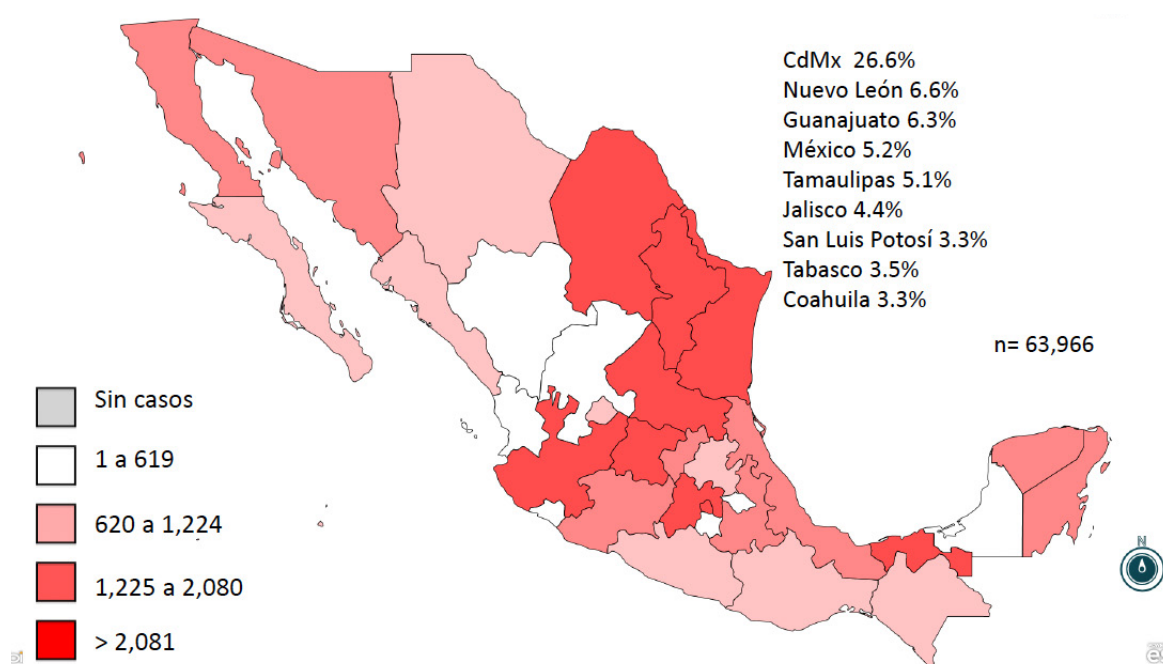 CdMx 26.6%
Nuevo León 6.6%
Guanajuato 6.3%
México 5.2%
Tamaulipas 5.1%
Jalisco 4.4%
San Luis Potosí 3.3%
Tabasco 3.5%
Coahuila 3.3%
n= 63,966
Sin casos
1 a 619
620 a 1,224
1,225 a 2,080
> 2,081
N